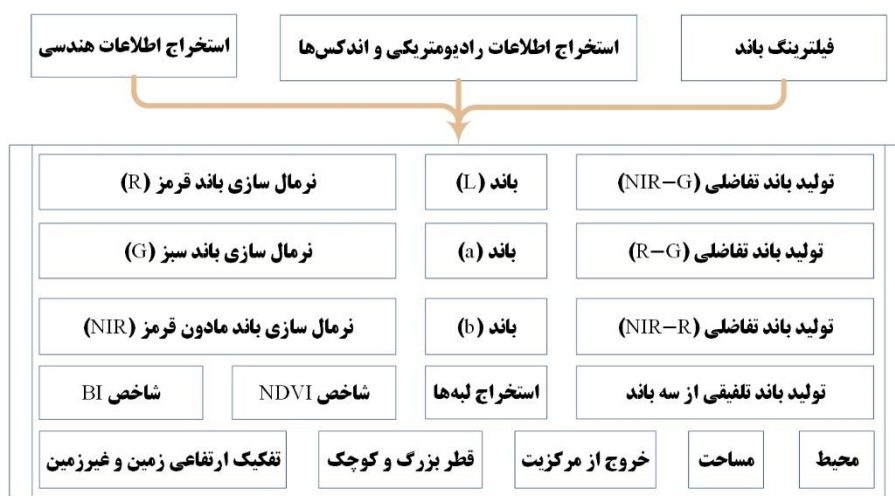 فیلترینگ باند
استخراج اطلاعات رادیومتریکی و اندکس‌ها
استخراج اطلاعات هندسی
تولید باند تفاضلی (NIR–G)
باند (L)
نرمال سازی باند قرمز (R)
تولید باند تفاضلی (R–G)
باند (a)
نرمال سازی باند سبز (G)
تولید باند تفاضلی (NIR–R)
باند (b)
نرمال سازی باند مادون قرمز (NIR)
تولید باند تلفیقی از سه باند
استخراج لبه‌ها
شاخص NDVI
شاخص BI
محیط
مساحت
خروج از مرکزیت
قطر بزرگ و کوچک
تفکیک ارتفاعی زمین و غیرزمین